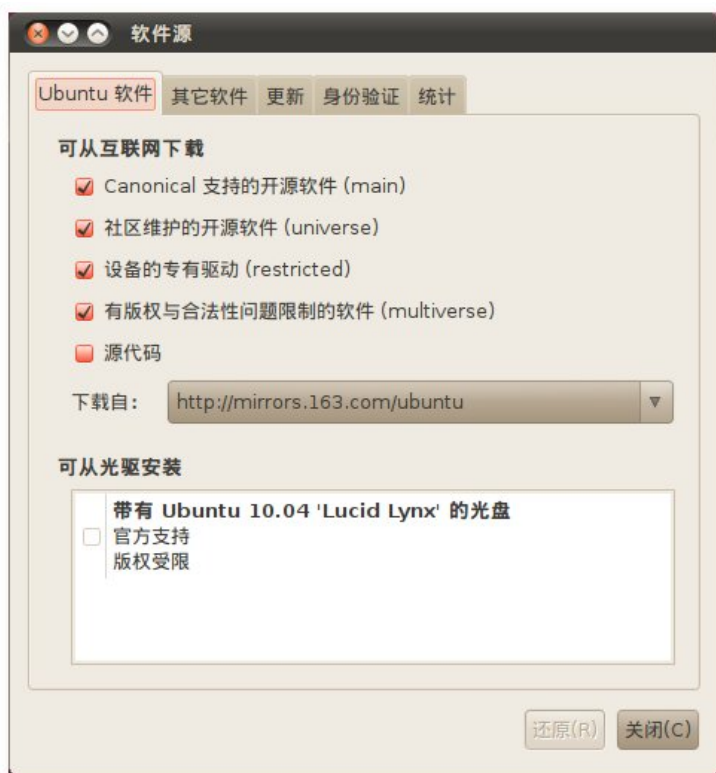 软件源
Ubuntu 软件 其它软件 更新 身份验证 统计
可从互联网下载
Canonical 支持的开源软件 (main)
社区维护的开源软件 (universe)
设备的专有驱动 (restricted)
有版权与合法性问题限制的软件 (multiverse)
源代码
下载自： http://mirrors.163.com/ubuntu
可从光驱安装
带有 Ubuntu 10.04 'Lucid Lynx' 的光盘
官方支持
版权受限
还原(R) 关闭(C)